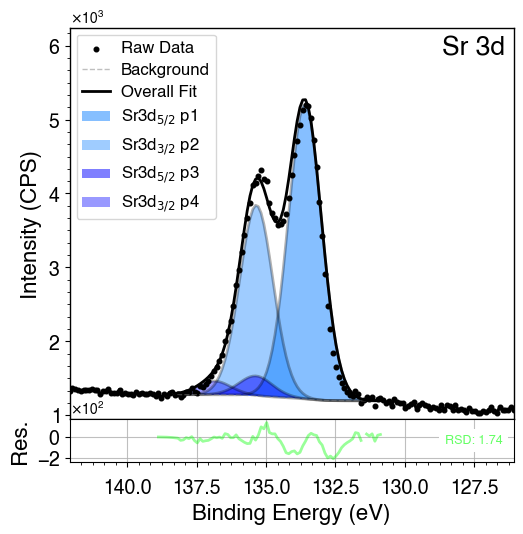 ×10³
Sr 3d
Raw Data
Background
Overall Fit
Sr3d₅/₂ p1
Sr3d₃/₂ p2
Sr3d₅/₂ p3
Sr3d₃/₂ p4
6
5
4
3
2
1
Intensity (CPS)
×10²
0
−2
Res.
RSD: 1.74
140.0 137.5 135.0 132.5 130.0 127.5
Binding Energy (eV)